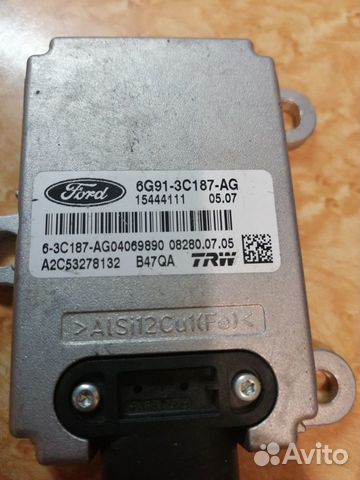 Ford
6G91-3C187-AG
15444111 05.07
6-3C187-AG04069890 08280.07.05
A2C53278132 B47QA TRW
>AlSi12Cu1(Fe)<
Avito